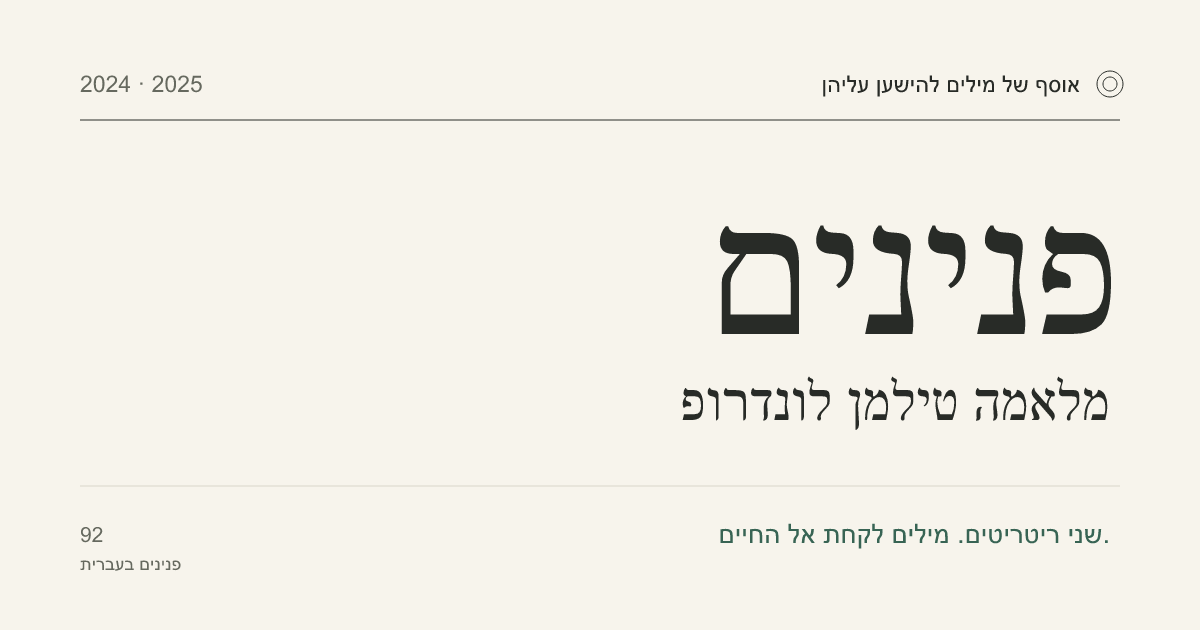 אוסף של מילים להישען עליהן
2024 · 2025
פנינים
מלאמה טילמן לונדרופ
שני ריטריטים. מילים לקחת אל החיים.
92
פנינים בעברית